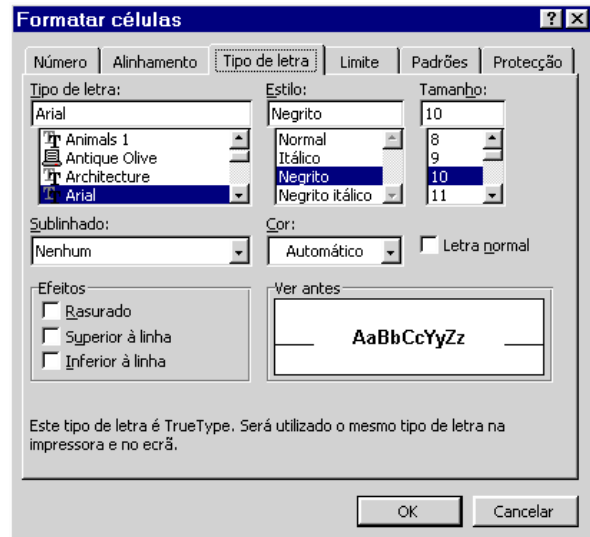 Formatar células
Número Alinhamento Tipo de letra Limite Padrões Protecção
Tipo de letra: Estilo: Tamanho:
Arial Negrito 10
Animals 1 Normal 8
Antique Olive Itálico 9
Architecture Negrito 10
Arial Negrito itálico 11
Sublinhado: Cor:
Nenhum Automático Letra normal
Efeitos Ver antes
Rasurado
Superior à linha AaBbCcYyZz
Inferior à linha
Este tipo de letra é TrueType. Será utilizado o mesmo tipo de letra na
impressora e no ecrã.
OK Cancelar